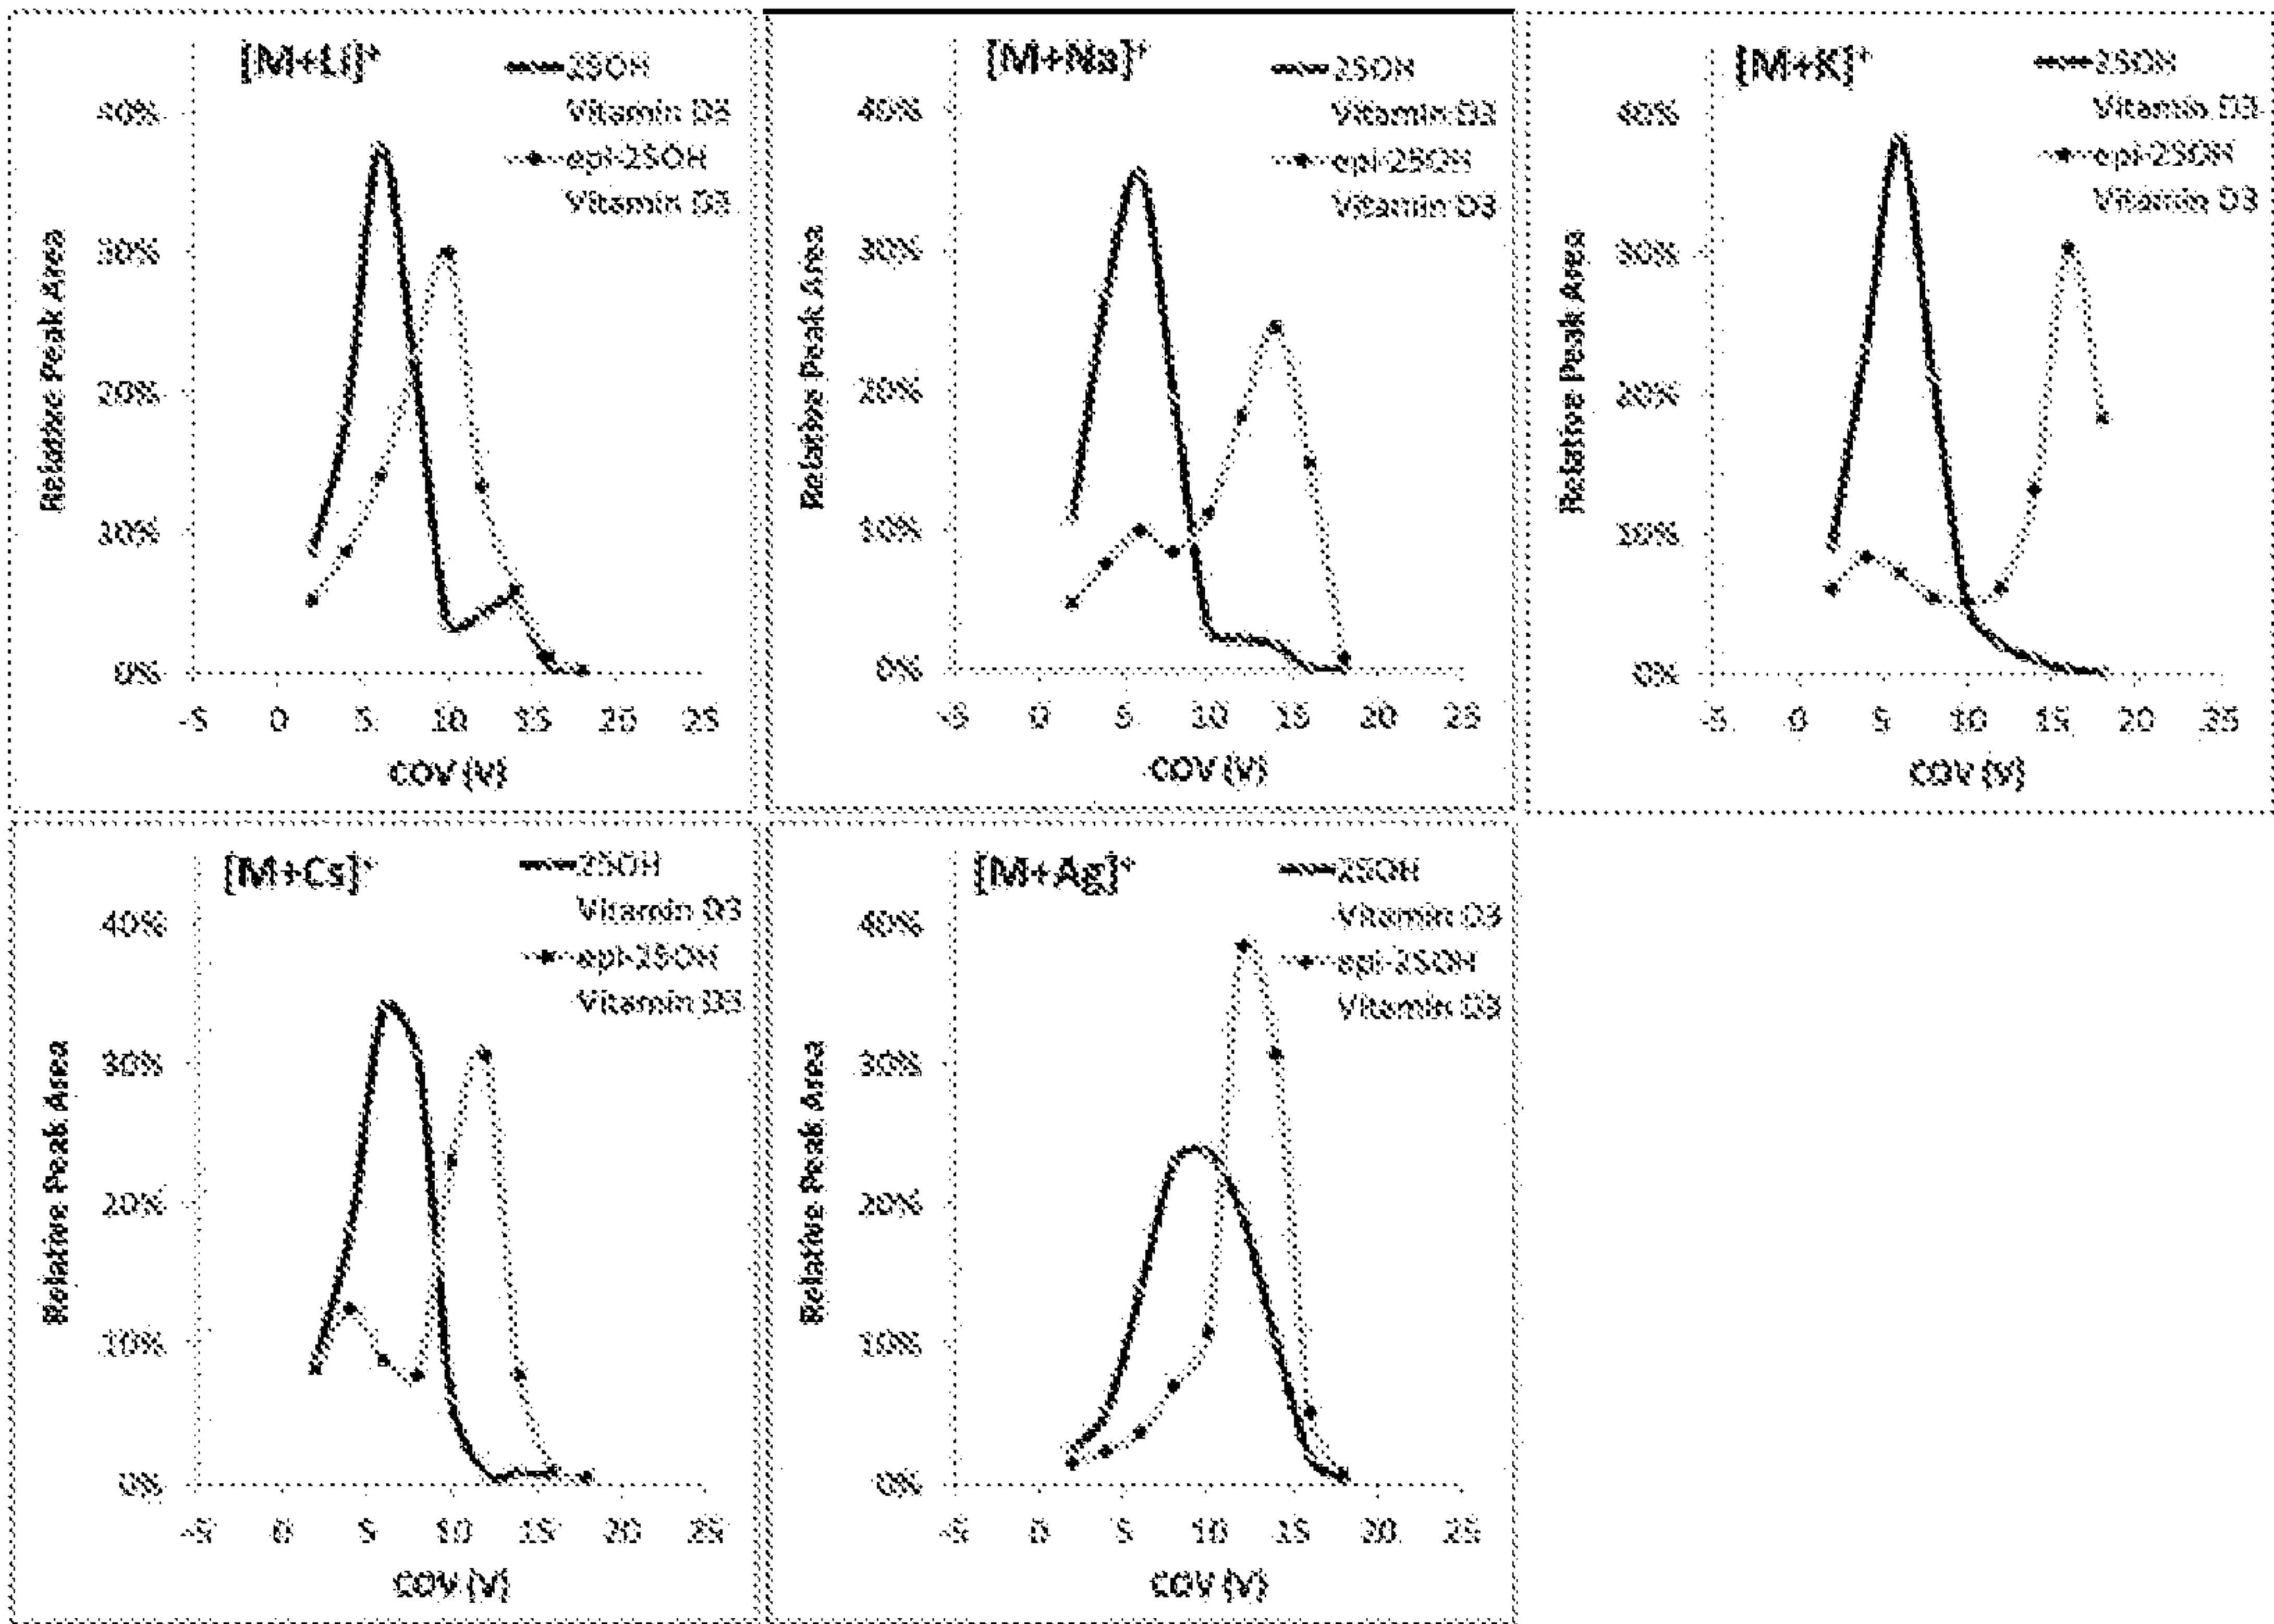 [M+Li]⁺
25OH
Vitamin D3
epi-25OH
Vitamin D3
40%
30%
20%
10%
0%
Relative Peak Area
-5 0 5 10 15 20 25
COV (V)
[M+Na]⁺
25OH
Vitamin D3
epi-25OH
Vitamin D3
40%
30%
20%
10%
0%
Relative Peak Area
-5 0 5 10 15 20 25
COV (V)
[M+K]⁺
25OH
Vitamin D3
epi-25OH
Vitamin D3
40%
30%
20%
10%
0%
Relative Peak Area
-5 0 5 10 15 20 25
COV (V)
[M+Cs]⁺
25OH
Vitamin D3
epi-25OH
Vitamin D3
40%
30%
20%
10%
0%
Relative Peak Area
-5 0 5 10 15 20 25
COV (V)
[M+Ag]⁺
25OH
Vitamin D3
epi-25OH
Vitamin D3
40%
30%
20%
10%
0%
Relative Peak Area
-5 0 5 10 15 20 25
COV (V)